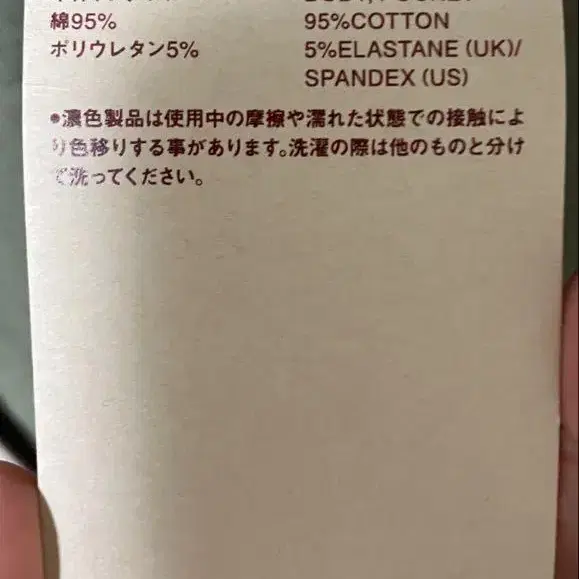 綿95%
95%COTTON
ポリウレタン5%
5%ELASTANE (UK)/
SPANDEX (US)
●濃色製品は使用中の摩擦や濡れた状態での接触によ
り色移りする事があります。洗濯の際は他のものと分け
て洗ってください。